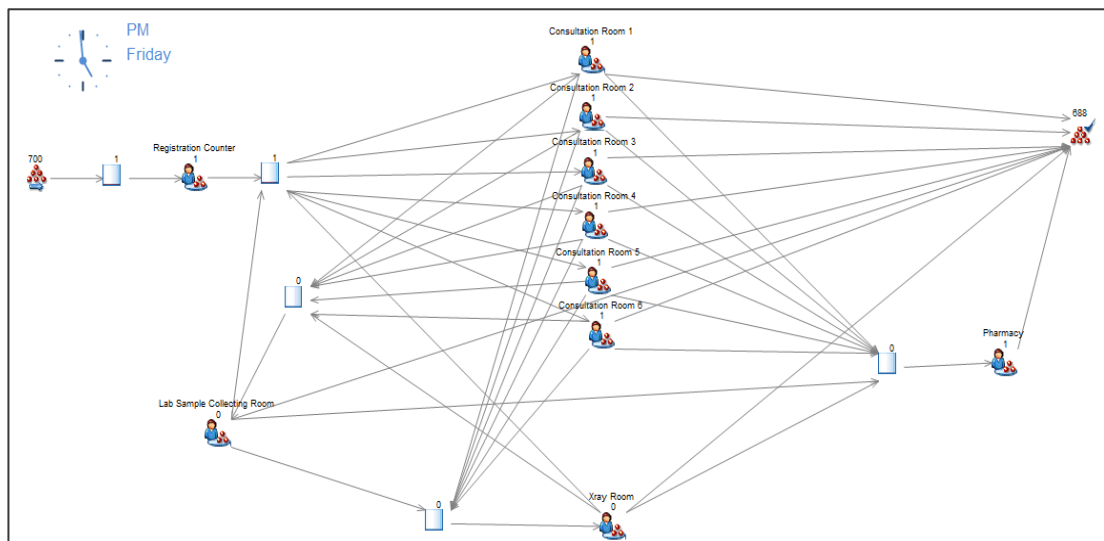 PM
Friday
Consultation Room 1
1
Consultation Room 2
1
688
Registration Counter
Consultation Room 3
700
1
1
1
1
Consultation Room 4
1
Consultation Room 5
0
1
Consultation Room 6
1
Pharmacy
0
1
Lab Sample Collecting Room
0
Xray Room
0
0